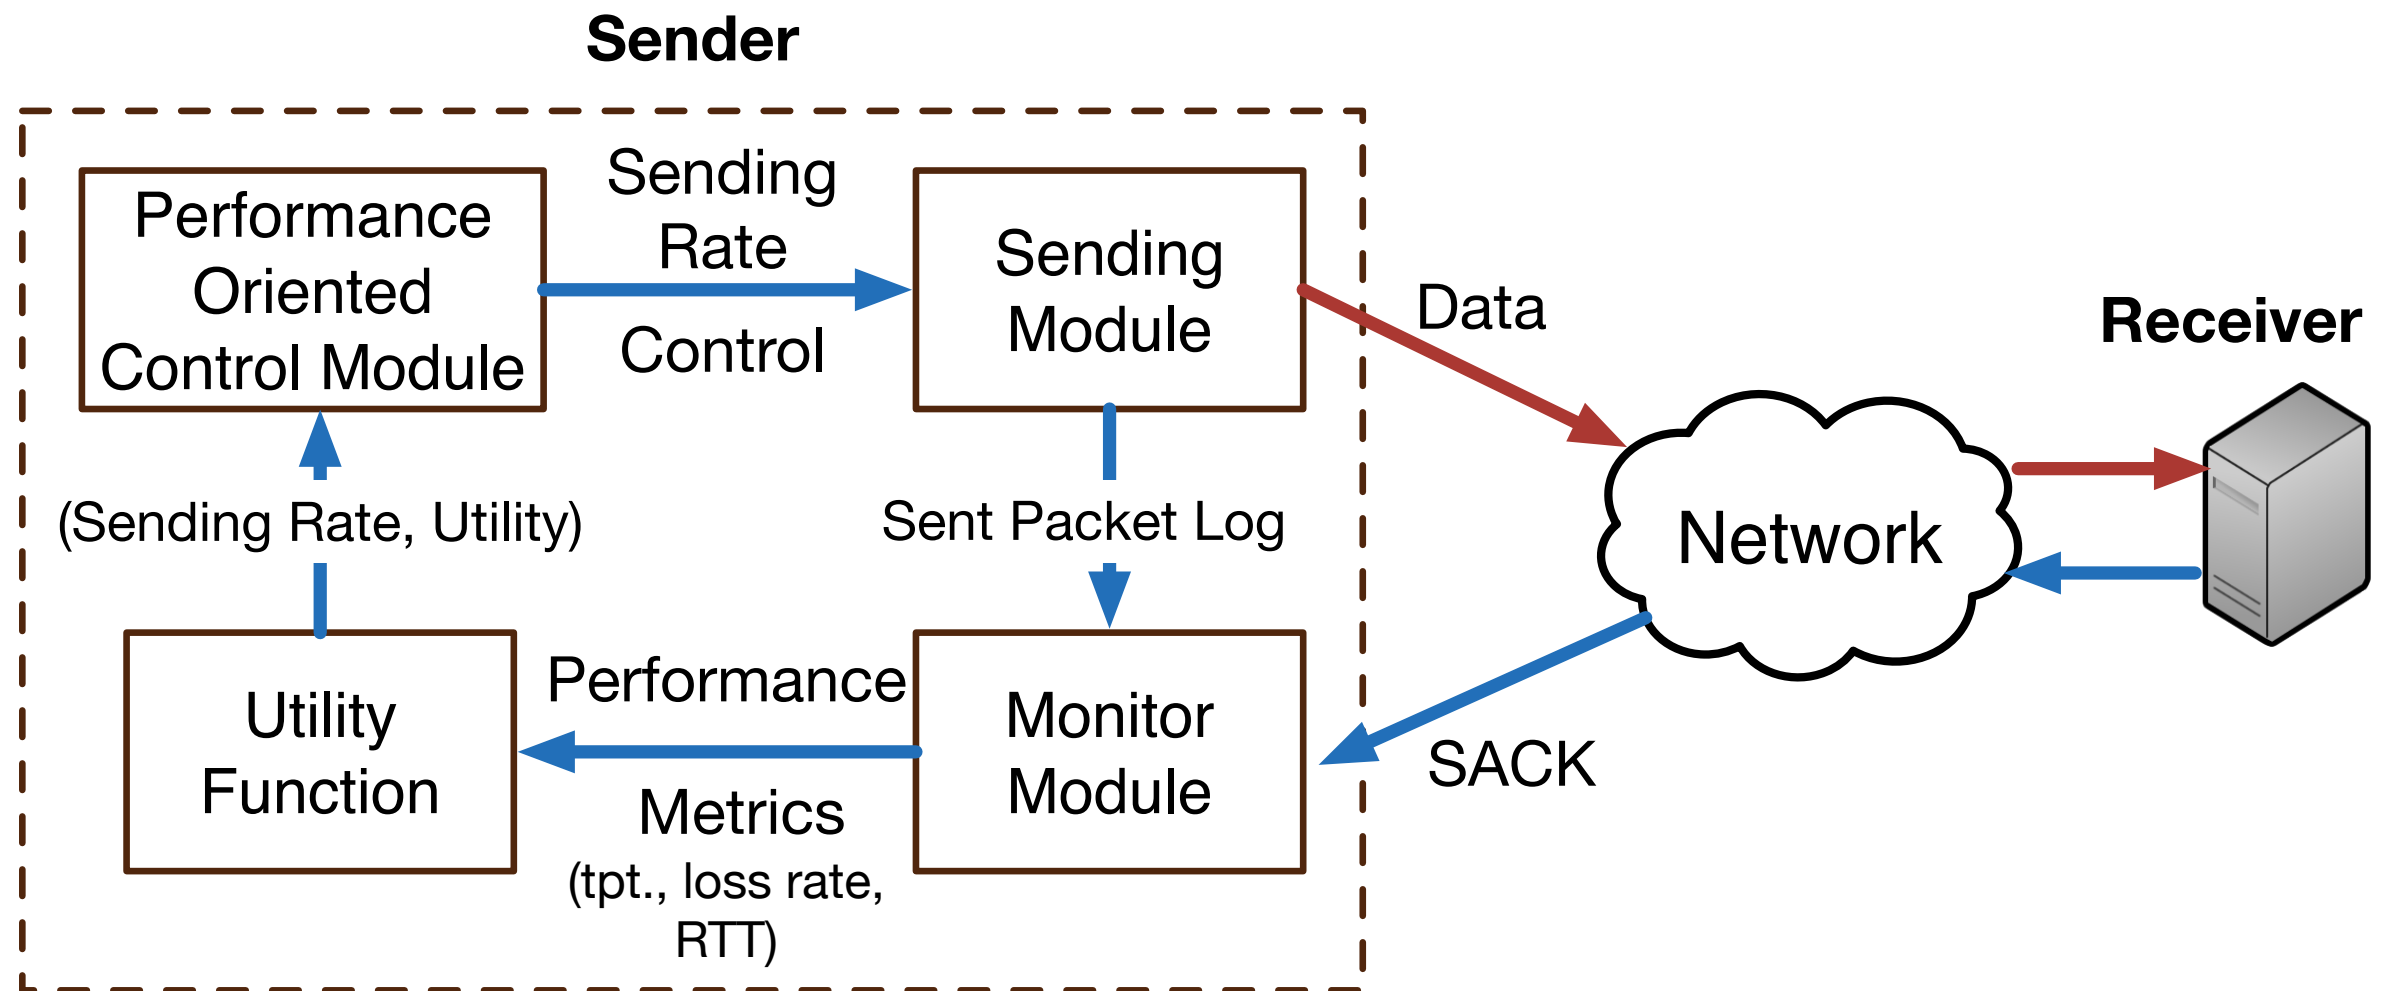 Sender
Performance
Oriented
Control Module
Sending
Rate
Control
Sending
Module
Data
Receiver
(Sending Rate, Utility)
Sent Packet Log
Network
Utility
Function
Performance
Metrics
(tpt., loss rate,
RTT)
Monitor
Module
SACK